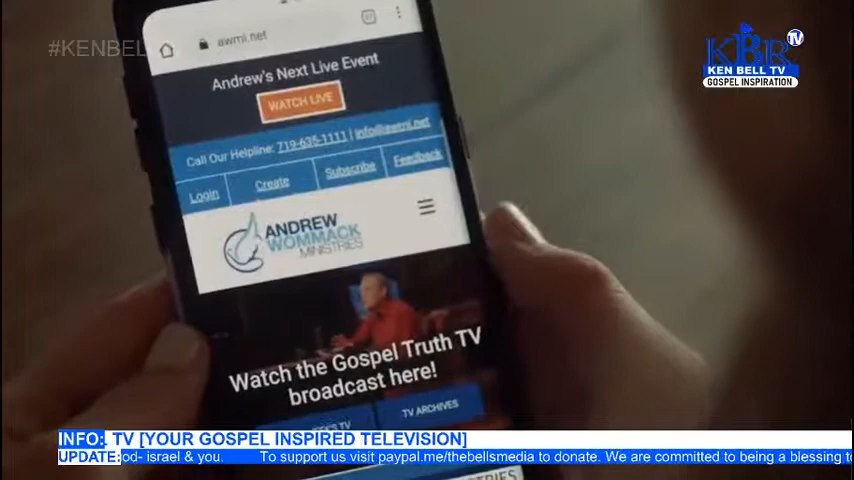 #KENBEL
KBR TV
KEN BELL TV
GOSPEL INSPIRATION
awmi.net
Andrew's Next Live Event
WATCH LIVE
Call Our Helpline: 719-635-1111 | info@awmi.net
Login Create Subscribe Feedback
ANDREW
WOMMACK
MINISTRIES
Watch the Gospel Truth TV
broadcast here!
TV TV ARCHIVES
INFO: TV [YOUR GOSPEL INSPIRED TELEVISION]
UPDATE: od- israel & you. To support us visit paypal.me/thebellsmedia to donate. We are committed to being a blessing to